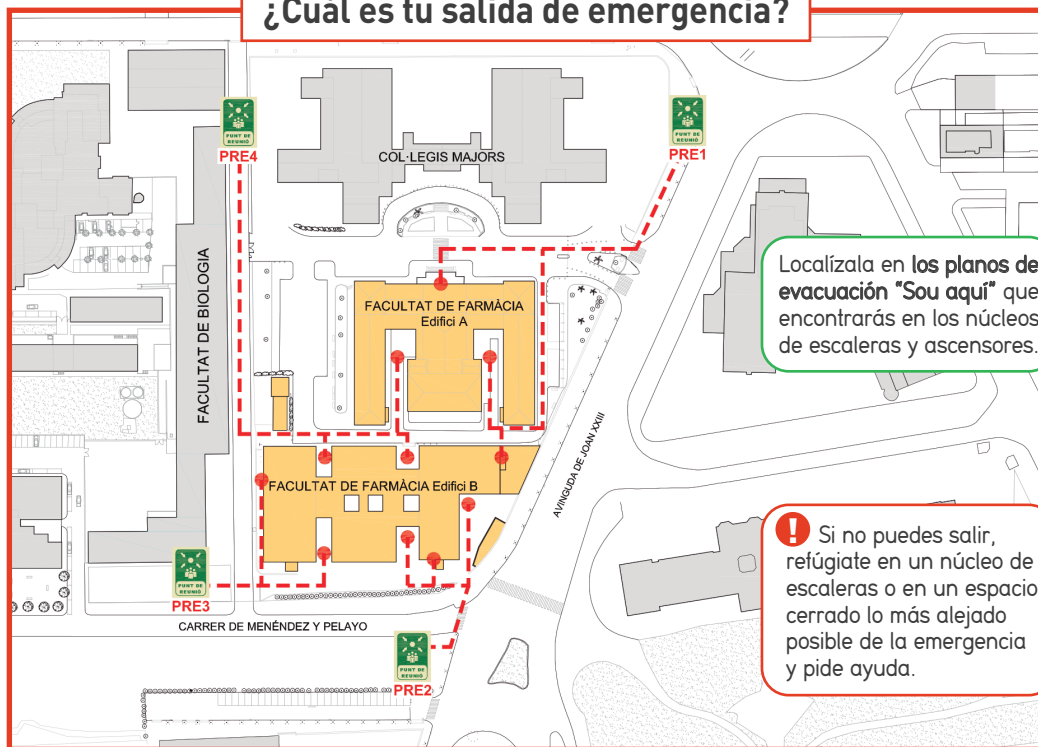 ¿Cuál es tu salida de emergencia?
PUNT DE
REUNIÓ
PRE4
PUNT DE
REUNIÓ
PRE1
COL·LEGIS MAJORS
FACULTAT DE BIOLOGIA
FACULTAT DE FARMÀCIA
Edifici A
Localízala en los planos de
evacuación "Sou aquí" que
encontrarás en los núcleos
de escaleras y ascensores.
AVINGUDA DE JOAN XXIII
FACULTAT DE FARMÀCIA Edifici B
! Si no puedes salir,
refúgiate en un núcleo de
escaleras o en un espacio
cerrado lo más alejado
posible de la emergencia
y pide ayuda.
PUNT DE
REUNIÓ
PRE3
CARRER DE MENÉNDEZ Y PELAYO
PUNT DE
REUNIÓ
PRE2